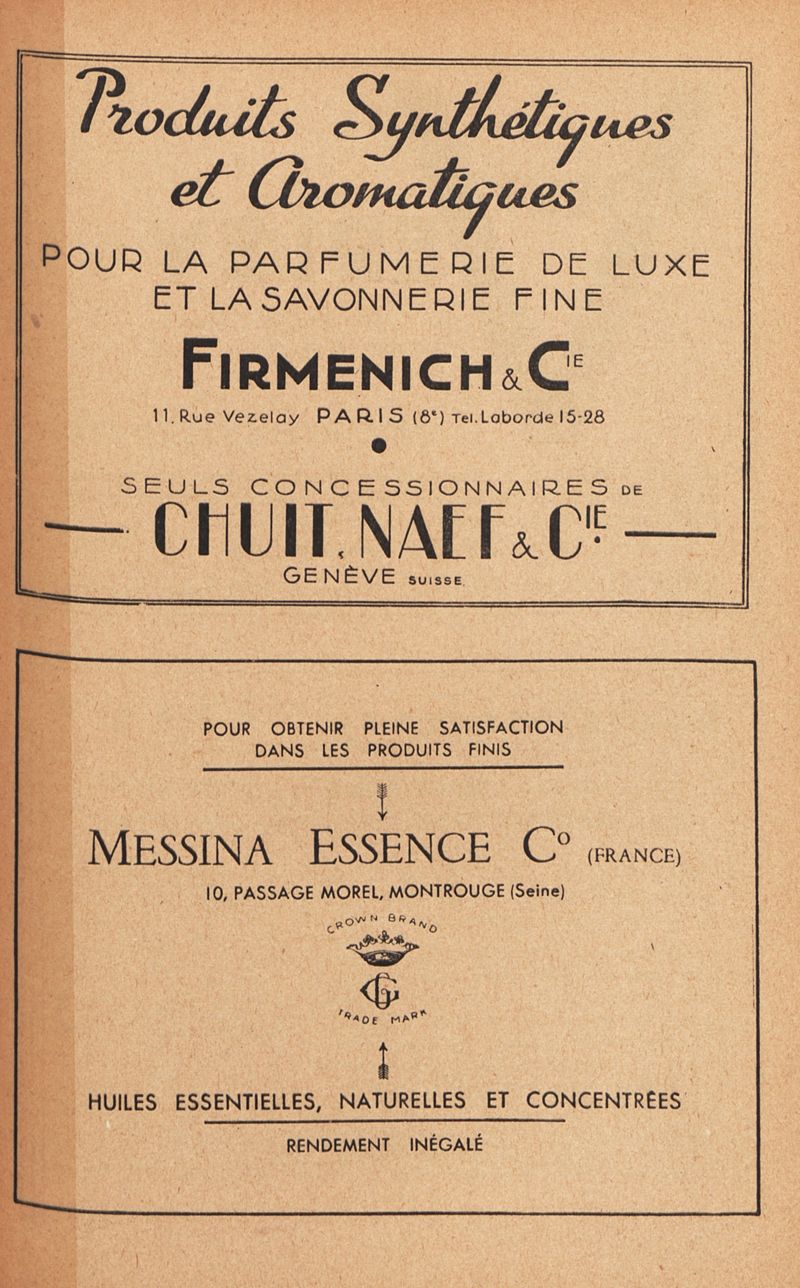 Produits Synthétiques
et Aromatiques
POUR LA PARFUMERIE DE LUXE
ET LA SAVONNERIE FINE
FIRMENICH & CIE
11, Rue Vezelay PARIS (8e) Tel. Laborde 15-28
SEULS CONCESSIONNAIRES DE
— CHUIT, NAEF & CIE. —
GENÈVE SUISSE.
POUR OBTENIR PLEINE SATISFACTION
DANS LES PRODUITS FINIS
MESSINA ESSENCE Co (FRANCE)
10, PASSAGE MOREL, MONTROUGE (Seine)
CROWN BRAND
CG
TRADE MARK
HUILES ESSENTIELLES, NATURELLES ET CONCENTRÊES
RENDEMENT INÉGALÉ